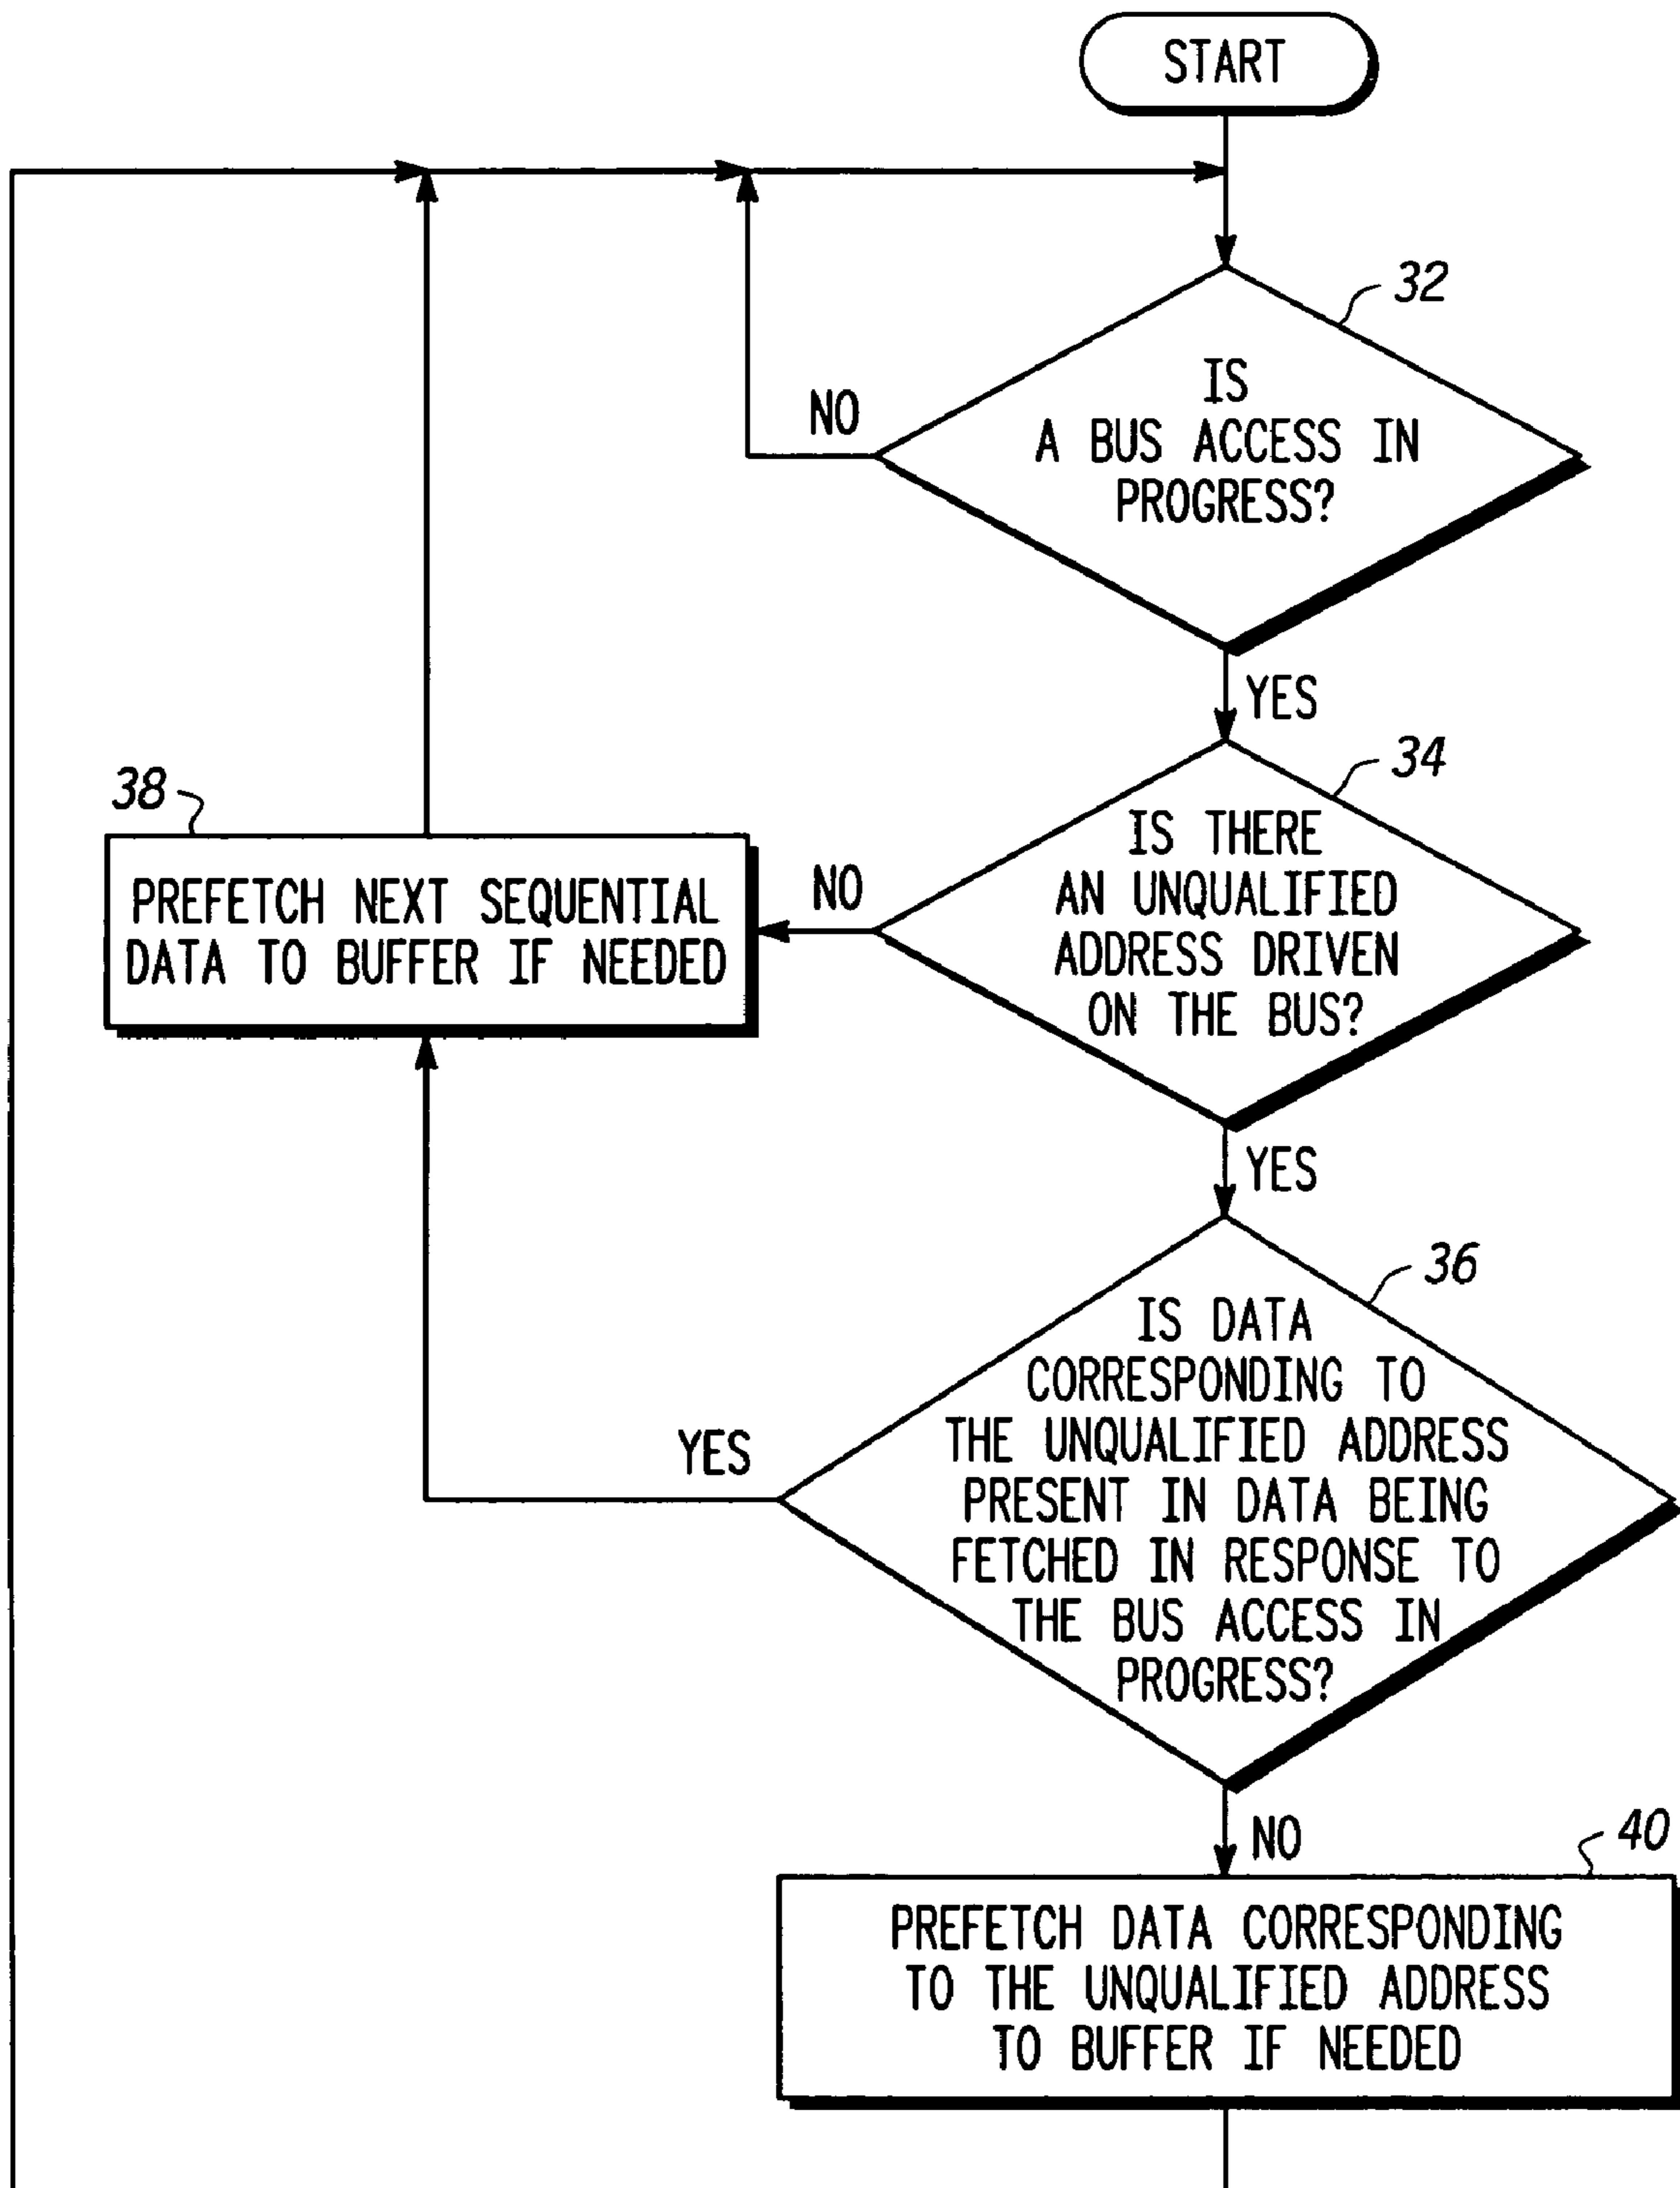 START
32
IS
A BUS ACCESS IN
PROGRESS?
NO
YES
34
IS THERE
AN UNQUALIFIED
ADDRESS DRIVEN
ON THE BUS?
NO
38
PREFETCH NEXT SEQUENTIAL
DATA TO BUFFER IF NEEDED
YES
36
IS DATA
CORRESPONDING TO
THE UNQUALIFIED ADDRESS
PRESENT IN DATA BEING
FETCHED IN RESPONSE TO
THE BUS ACCESS IN
PROGRESS?
YES
NO
40
PREFETCH DATA CORRESPONDING
TO THE UNQUALIFIED ADDRESS
TO BUFFER IF NEEDED